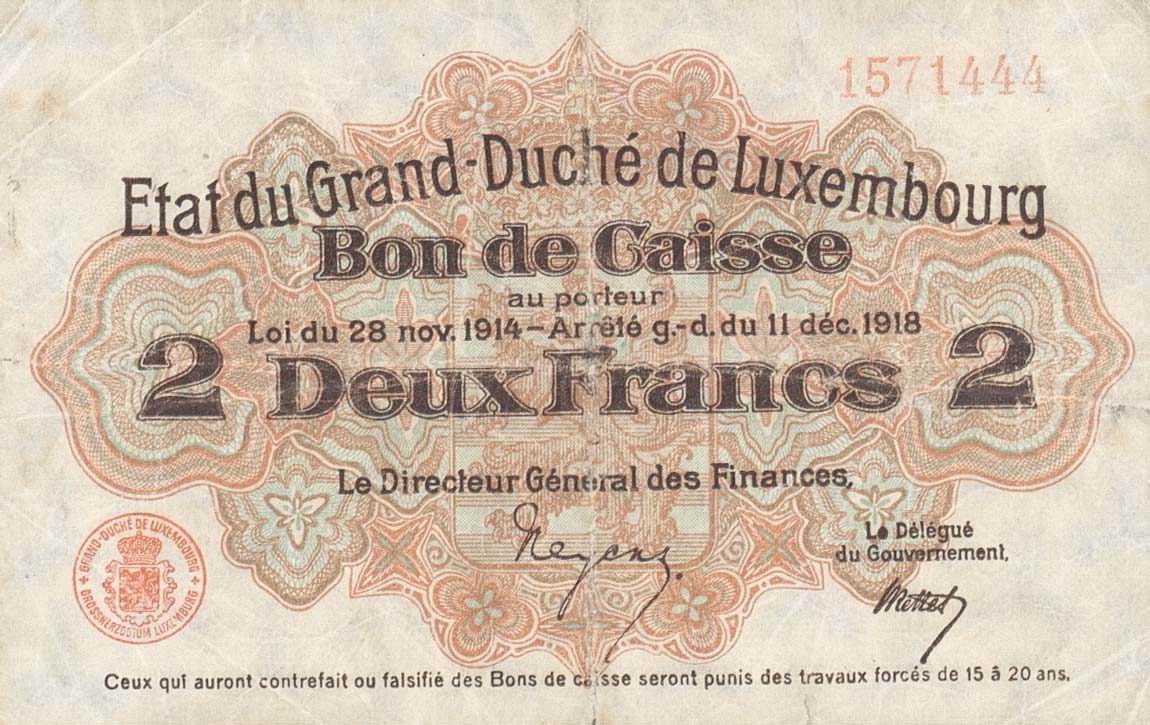 1571444
Etat du Grand-Duché de Luxembourg
Bon de Caisse
au porteur
Loi du 28 nov. 1914 – Arrêté g.-d. du 11 déc. 1918
2 Deux Francs 2
Le Directeur Général des Finances,
Neyens.
Le Délégué
du Gouvernement,
Mettet
GRAND-DUCHÉ DE LUXEMBOURG
GROSSHERZOGTUM LUXEMBURG
Ceux qui auront contrefait ou falsifié des Bons de caisse seront punis des travaux forcés de 15 à 20 ans.